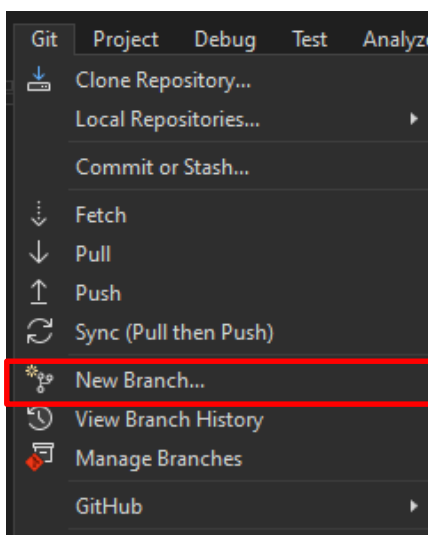 Git Project Debug Test Analyze
Clone Repository...
Local Repositories...
Commit or Stash...
Fetch
Pull
Push
Sync (Pull then Push)
New Branch...
View Branch History
Manage Branches
GitHub